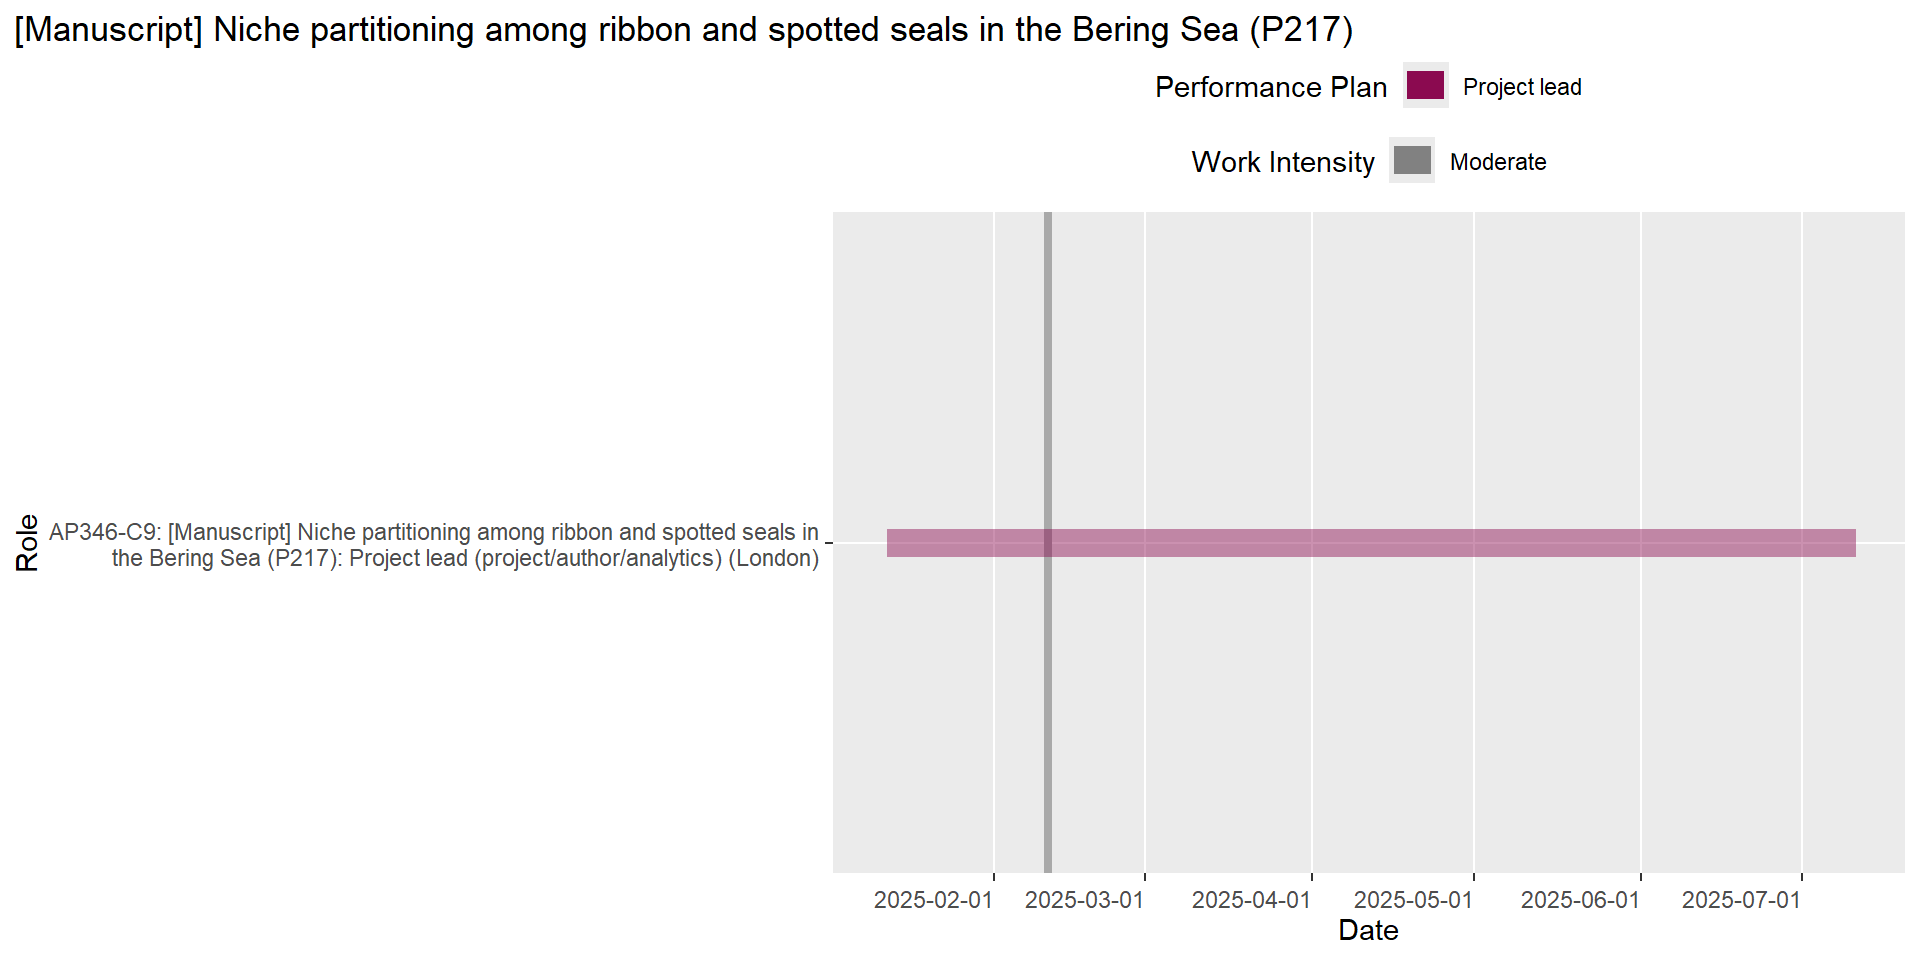 [Manuscript] Niche partitioning among ribbon and spotted seals in the Bering Sea (P217)
Performance Plan
Project lead
Work Intensity
Moderate
Role
AP346-C9: [Manuscript] Niche partitioning among ribbon and spotted seals in
the Bering Sea (P217): Project lead (project/author/analytics) (London)
2025-02-01
2025-03-01
2025-04-01
2025-05-01
2025-06-01
2025-07-01
Date